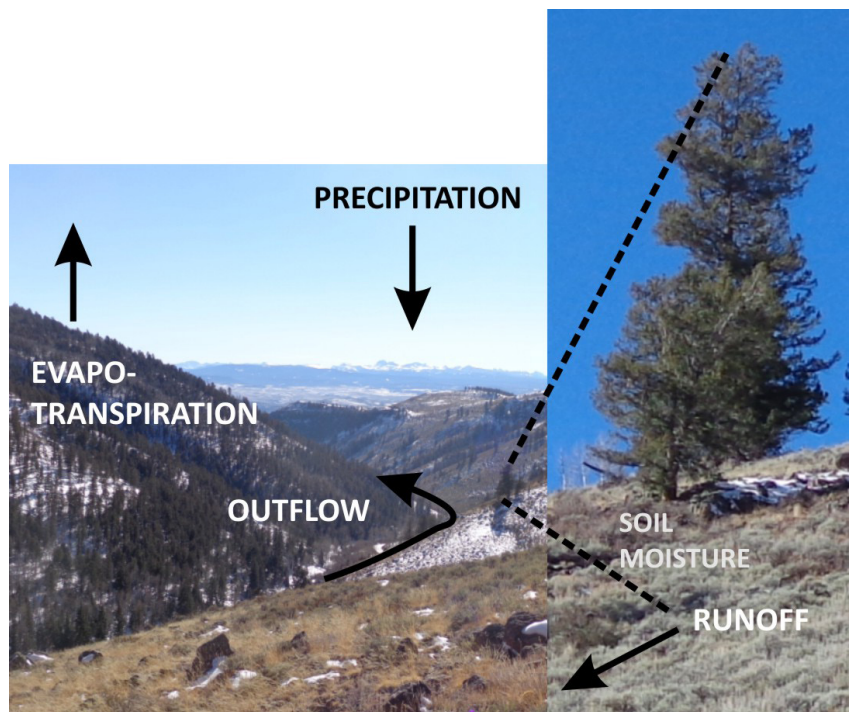 PRECIPITATION
EVAPO-
TRANSPIRATION
OUTFLOW
SOIL
MOISTURE
RUNOFF